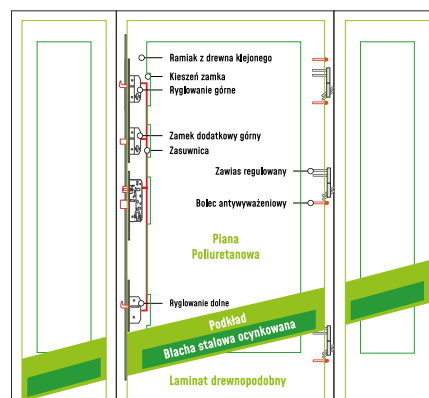 Ramiak z drewna klejonego
Kieszeń zamka
Ryglowanie górne
Zamek dodatkowy górny
Zasuwnica
Zawias regulowany
Bolec antywyważeniowy
Piana
Poliuretanowa
Ryglowanie dolne
Podkład
Blacha stalowa ocynkowana
Laminat drewnopodobny